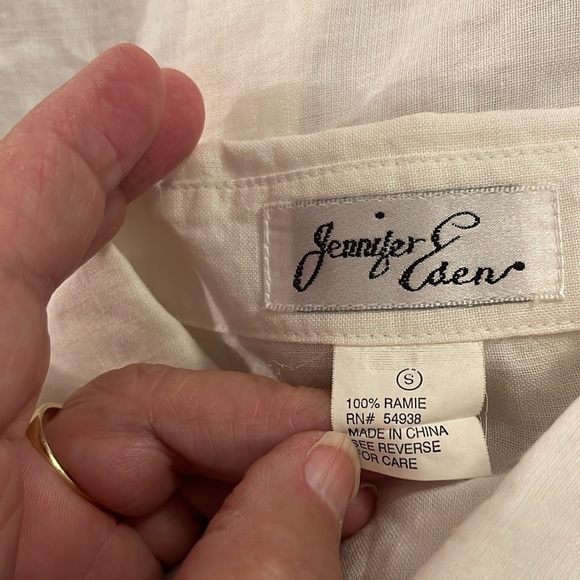 Jennifer
Eden
S
100% RAMIE
RN# 54938
MADE IN CHINA
SEE REVERSE
FOR CARE